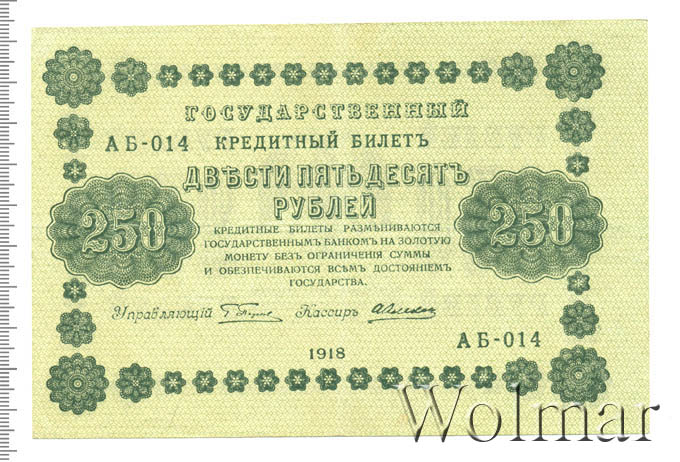 ГОСУДАРСТВЕННЫЙ
АБ-014 КРЕДИТНЫЙ БИЛЕТЪ
ДВѢСТИ ПЯТЬДЕСЯТЪ
РУБЛЕЙ
250
250
КРЕДИТНЫЕ БИЛЕТЫ РАЗМѢНИВАЮТСЯ
ГОСУДАРСТВЕННЫМЪ БАНКОМЪ НА ЗОЛОТУЮ
МОНЕТУ БЕЗЪ ОГРАНИЧЕНІЯ СУММЫ
И ОБЕЗПЕЧИВАЮТСЯ ВСѢМЪ ДОСТОЯНІЕМЪ
ГОСУДАРСТВА.
Управляющій Кассиръ
АБ-014
1918
Wolmar